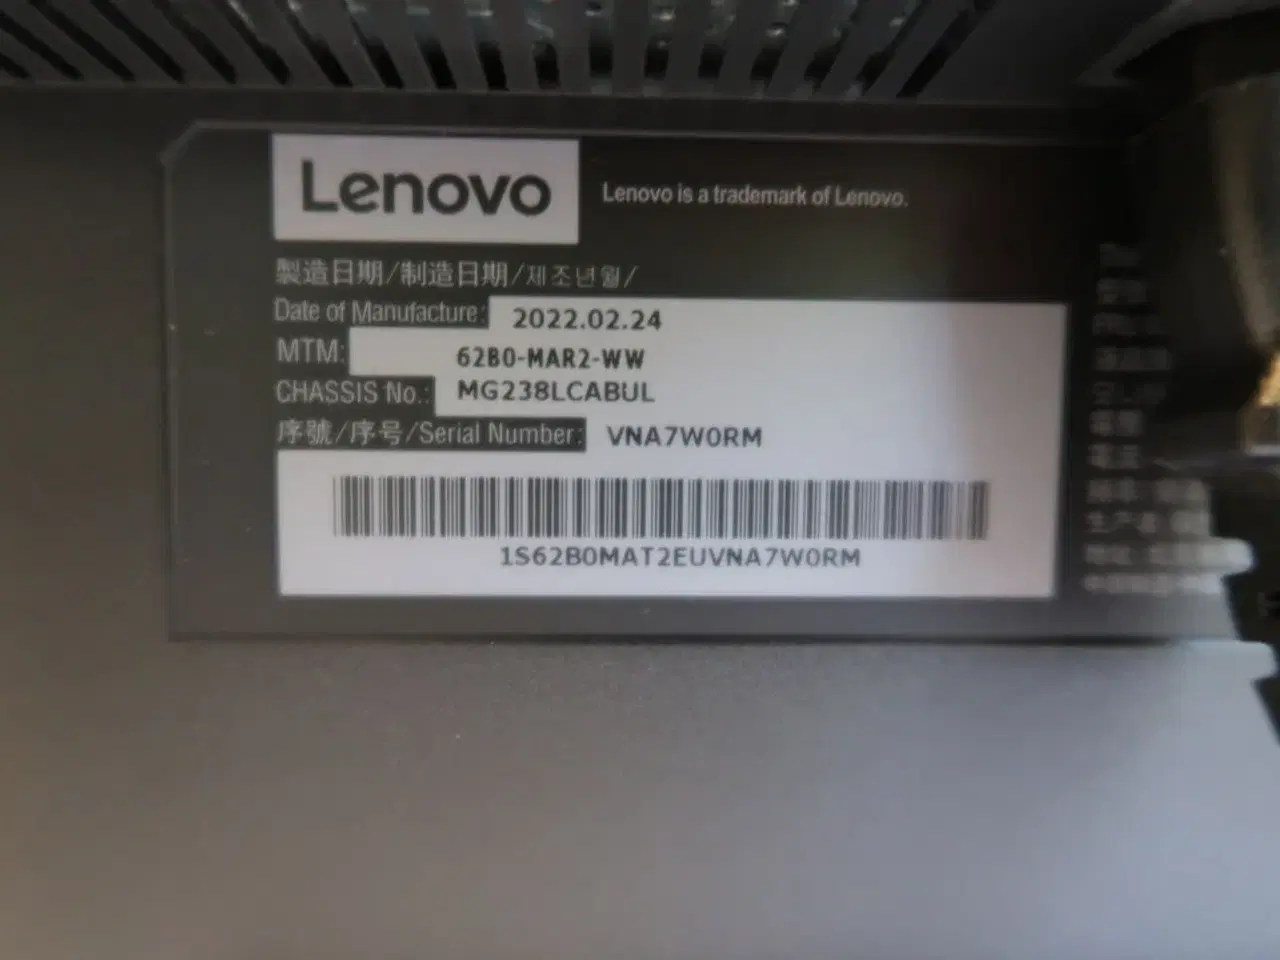 Lenovo
Lenovo is a trademark of Lenovo.
製造日期/制造日期/제조년월/
Date of Manufacture: 2022.02.24
MTM: 62B0-MAR2-WW
CHASSIS No.: MG238LCABUL
序號/序号/Serial Number: VNA7W0RM
1S62B0MAT2EUVNA7W0RM